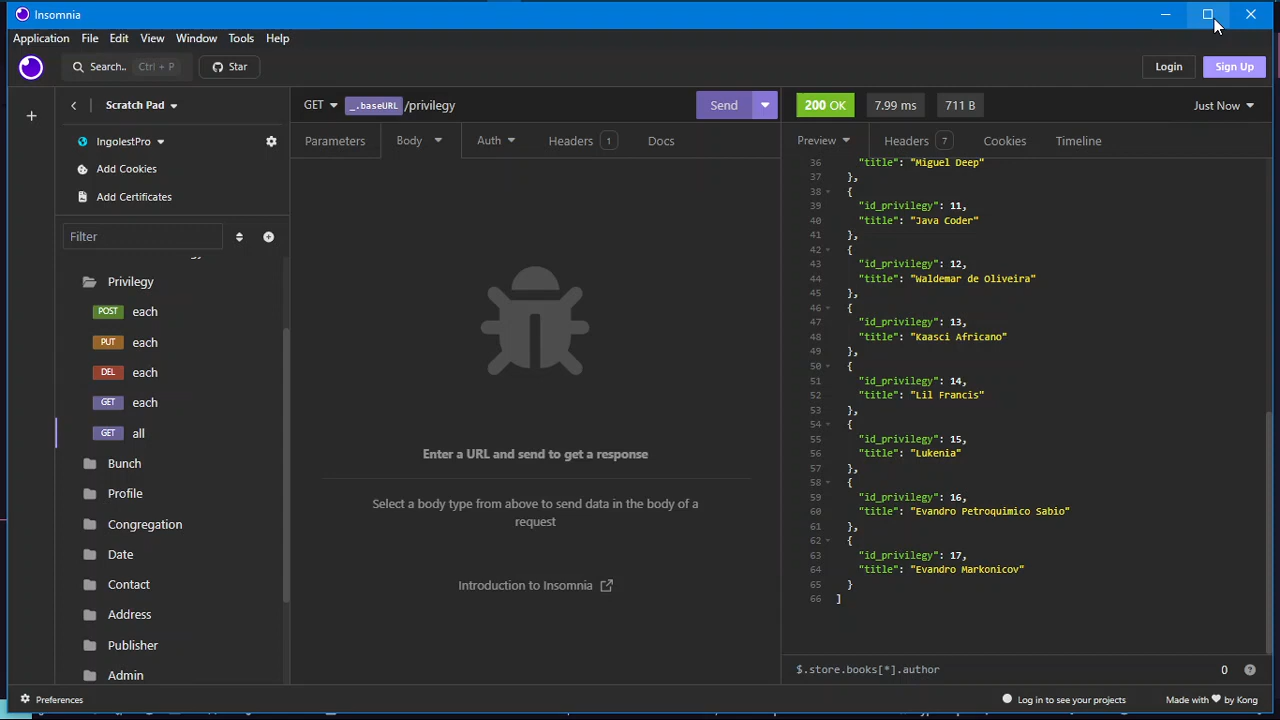 Insomnia
Application File Edit View Window Tools Help
Search.. Ctrl + P
Star
Login
Sign Up
Scratch Pad
GET _.baseURL /privilegy
Send
200 OK
7.99 ms
711 B
Just Now
IngolestPro
Add Cookies
Add Certificates
Filter
Privilegy
POST each
PUT each
DEL each
GET each
GET all
Bunch
Profile
Congregation
Date
Contact
Address
Publisher
Admin
Parameters Body Auth Headers 1 Docs
Enter a URL and send to get a response
Select a body type from above to send data in the body of a
request
Introduction to Insomnia
Preview Headers 7 Cookies Timeline
36 "title": "Miguel Deep"
37 },
38 {
39 "id_privilegy": 11,
40 "title": "Java Coder"
41 },
42 {
43 "id_privilegy": 12,
44 "title": "Waldemar de Oliveira"
45 },
46 {
47 "id_privilegy": 13,
48 "title": "Kaasci Africano"
49 },
50 {
51 "id_privilegy": 14,
52 "title": "Lil Francis"
53 },
54 {
55 "id_privilegy": 15,
56 "title": "Lukenia"
57 },
58 {
59 "id_privilegy": 16,
60 "title": "Evandro Petroquimico Sabio"
61 },
62 {
63 "id_privilegy": 17,
64 "title": "Evandro Markonicov"
65 }
66 ]
$.store.books[*].author
0
Preferences
Log in to see your projects
Made with ♥ by Kong